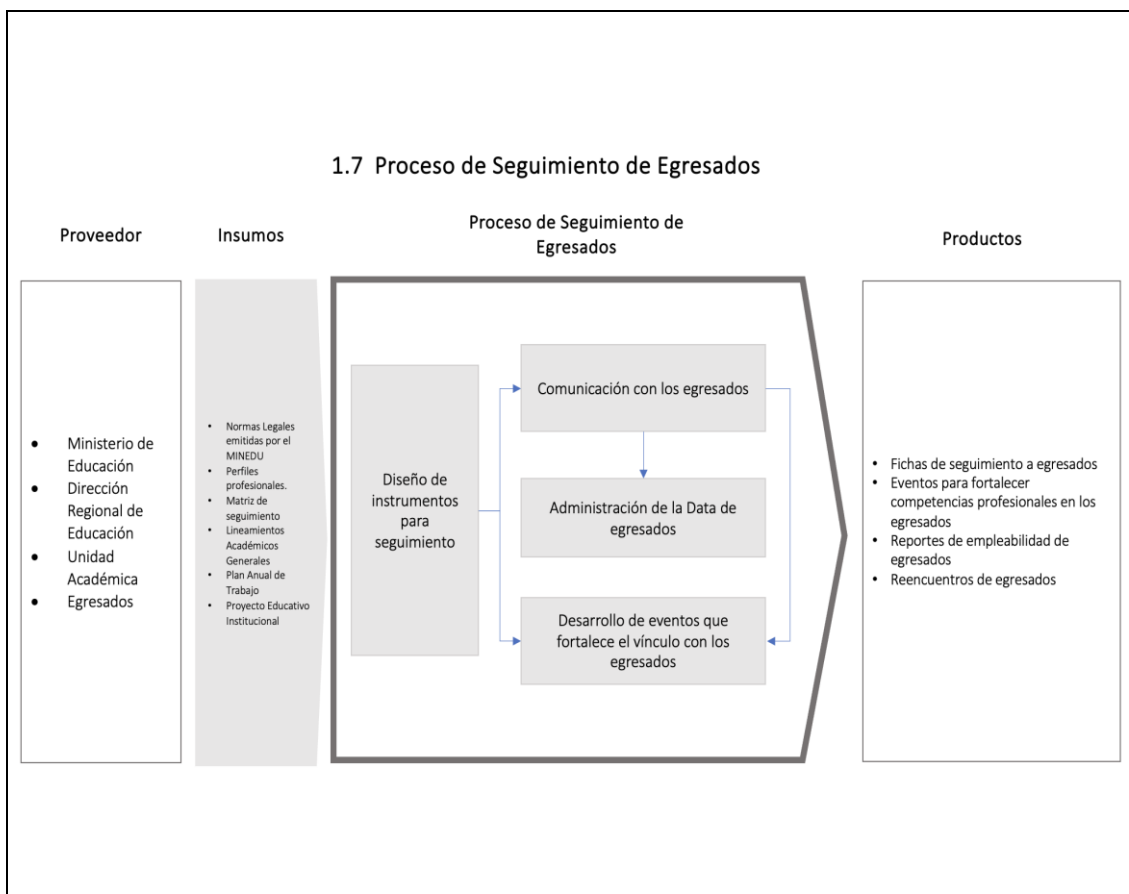 1.7 Proceso de Seguimiento de Egresados
Proveedor
Insumos
Proceso de Seguimiento de
Egresados
Productos
• Ministerio de
Educación
• Dirección
Regional de
Educación
• Unidad
Académica
• Egresados
• Normas Legales
emitidas por el
MINEDU
• Perfiles
profesionales.
• Matriz de
seguimiento
• Lineamientos
Académicos
Generales
• Plan Anual de
Trabajo
• Proyecto Educativo
Institucional
Diseño de
instrumentos
para
seguimiento
Comunicación con los egresados
Administración de la Data de
egresados
Desarrollo de eventos que
fortalece el vínculo con los
egresados
• Fichas de seguimiento a egresados
• Eventos para fortalecer
competencias profesionales en los
egresados
• Reportes de empleabilidad de
egresados
• Reencuentros de egresados